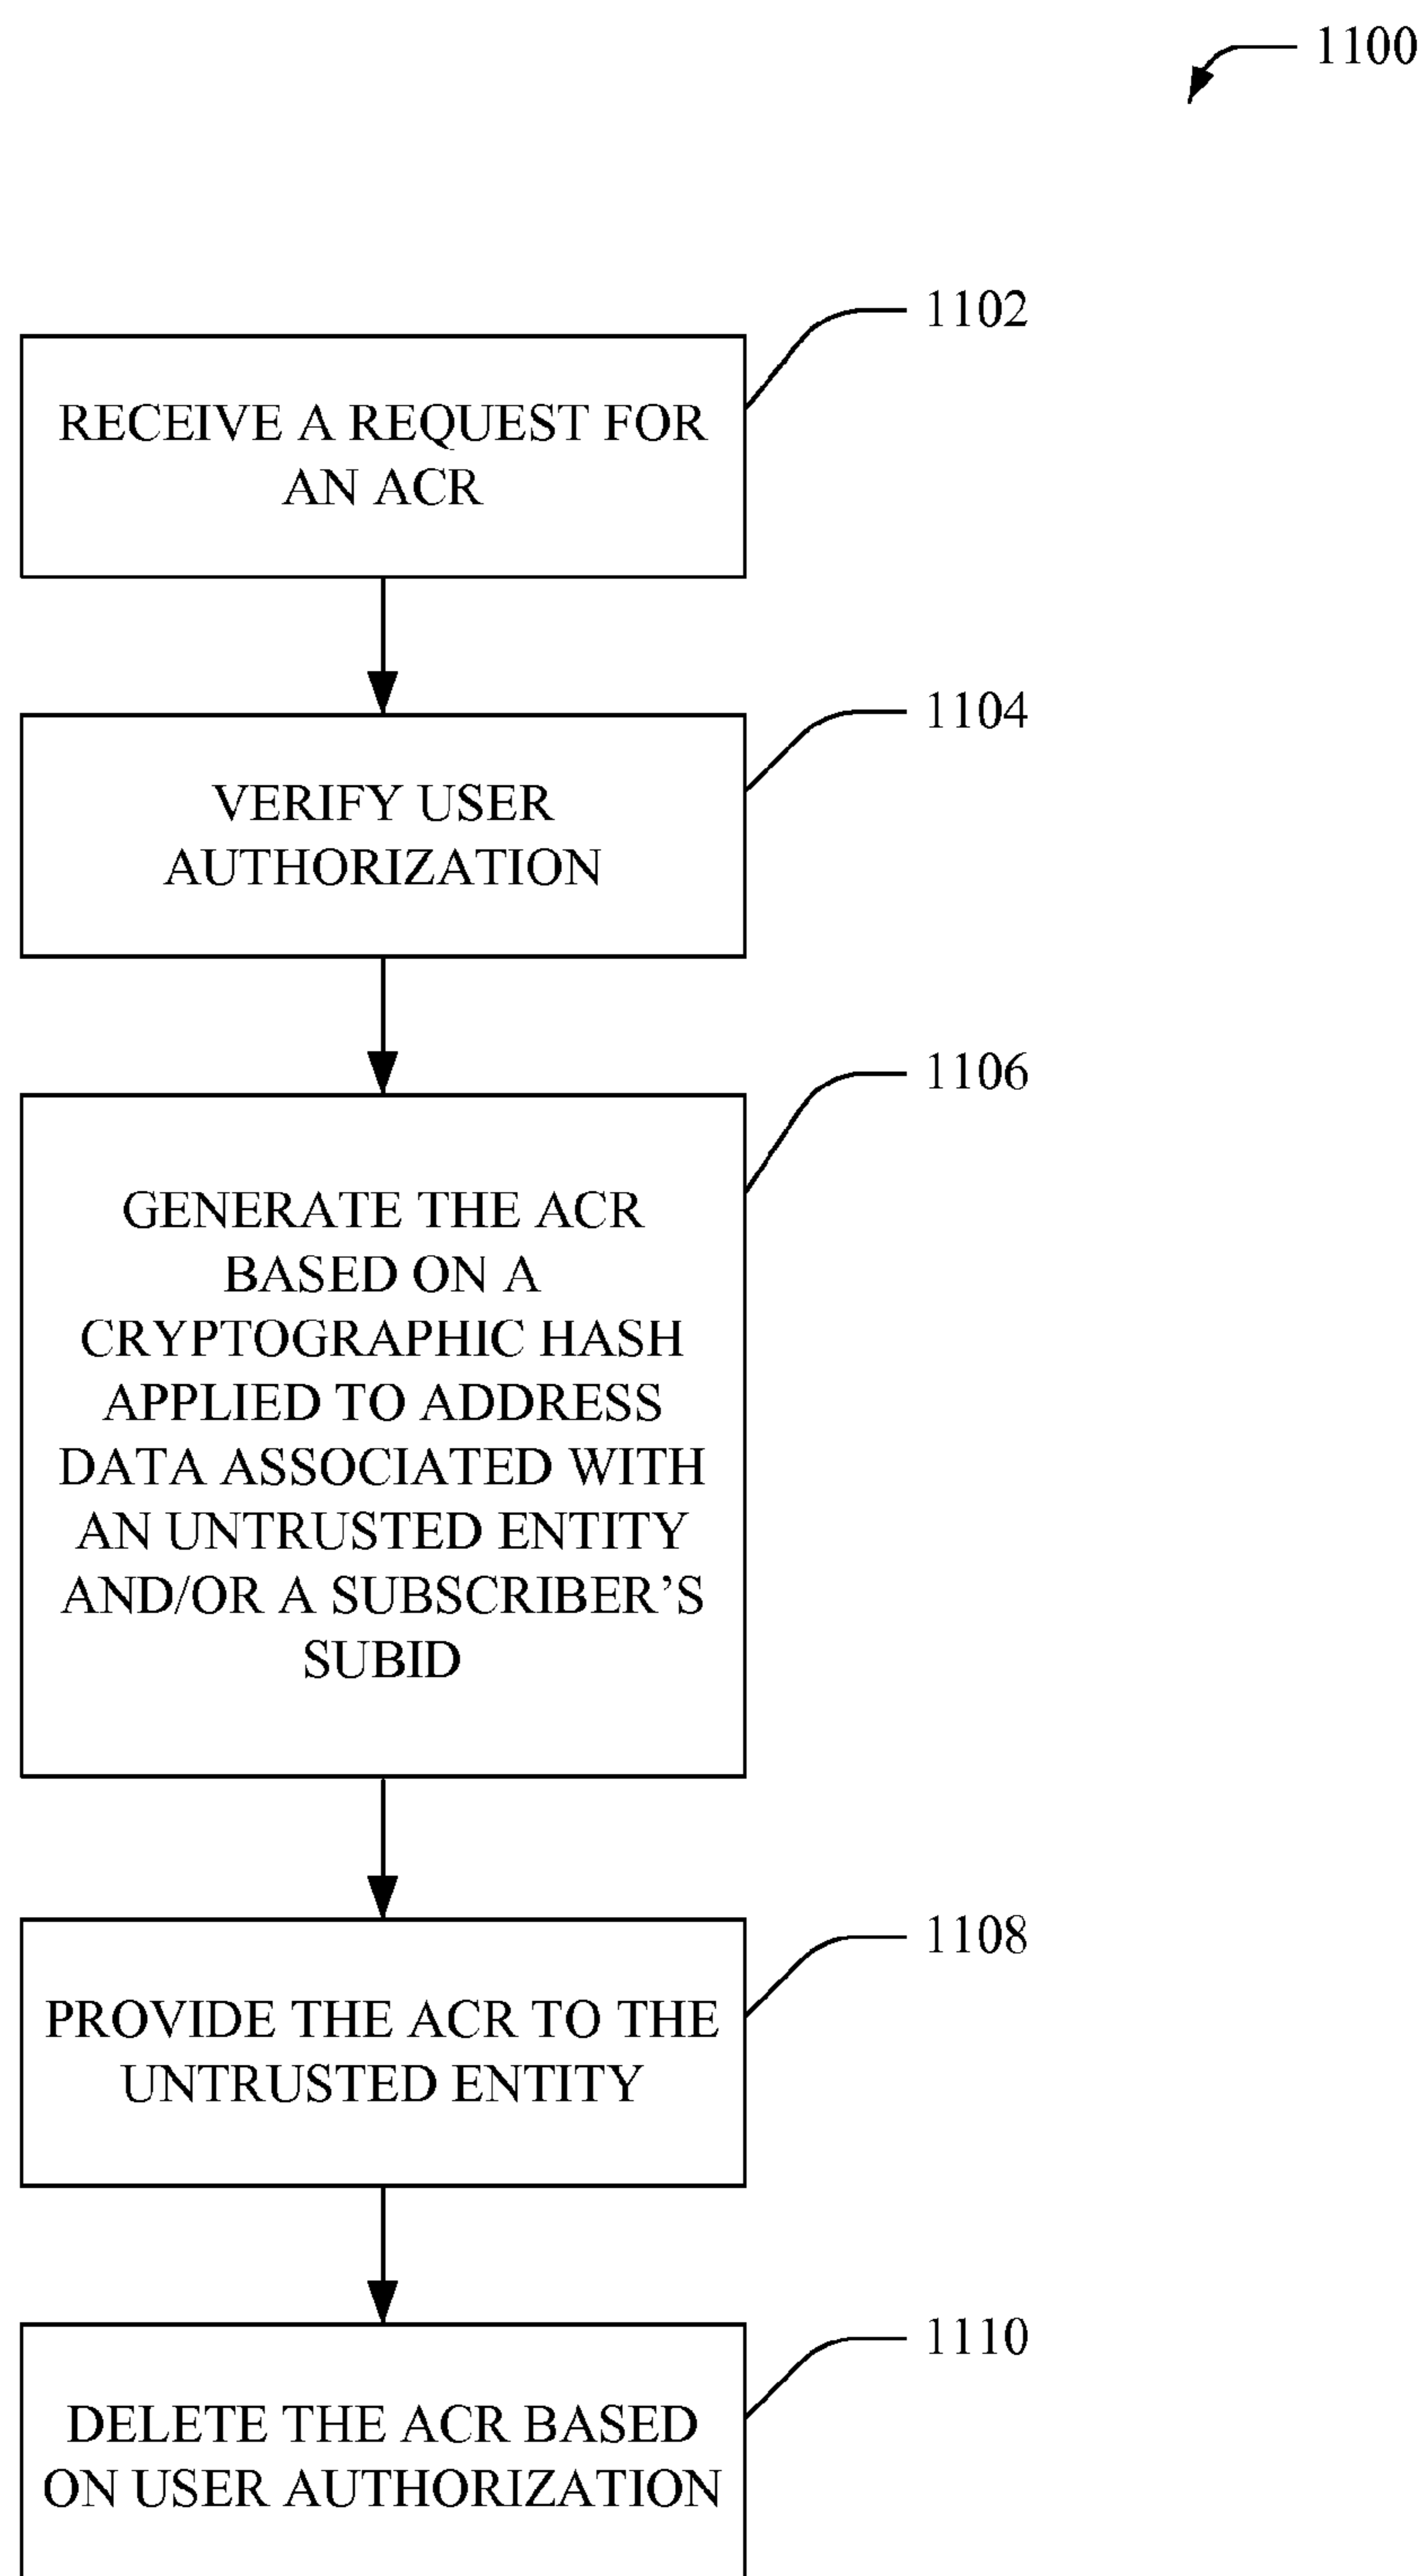 1100
1102
RECEIVE A REQUEST FOR
AN ACR
1104
VERIFY USER
AUTHORIZATION
1106
GENERATE THE ACR
BASED ON A
CRYPTOGRAPHIC HASH
APPLIED TO ADDRESS
DATA ASSOCIATED WITH
AN UNTRUSTED ENTITY
AND/OR A SUBSCRIBER’S
SUBID
1108
PROVIDE THE ACR TO THE
UNTRUSTED ENTITY
1110
DELETE THE ACR BASED
ON USER AUTHORIZATION